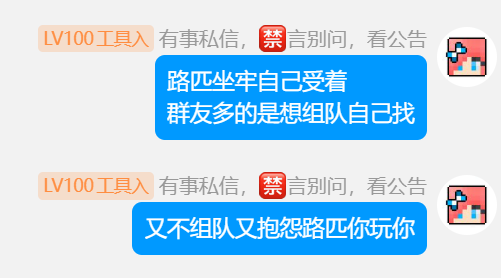 LV100 工具入 有事私信，🈲言别问，看公告
路匹坐牢自己受着
群友多的是想组队自己找
LV100 工具入 有事私信，🈲言别问，看公告
又不组队又抱怨路匹你玩你